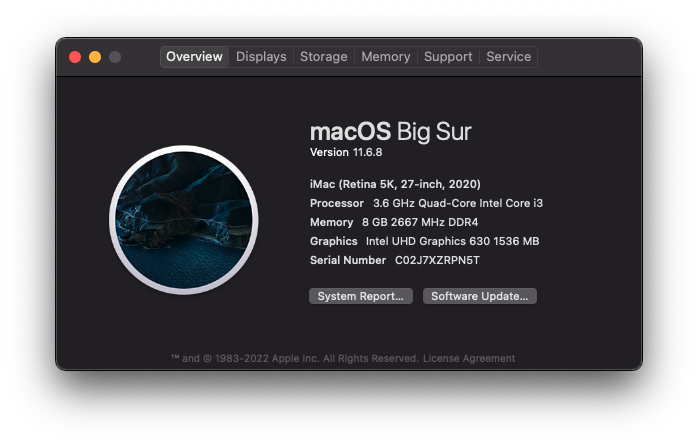 Overview Displays Storage Memory Support Service
macOS Big Sur
Version 11.6.8
iMac (Retina 5K, 27-inch, 2020)
Processor 3.6 GHz Quad-Core Intel Core i3
Memory 8 GB 2667 MHz DDR4
Graphics Intel UHD Graphics 630 1536 MB
Serial Number C02J7XZRPN5T
System Report... Software Update...
™ and © 1983-2022 Apple Inc. All Rights Reserved. License Agreement